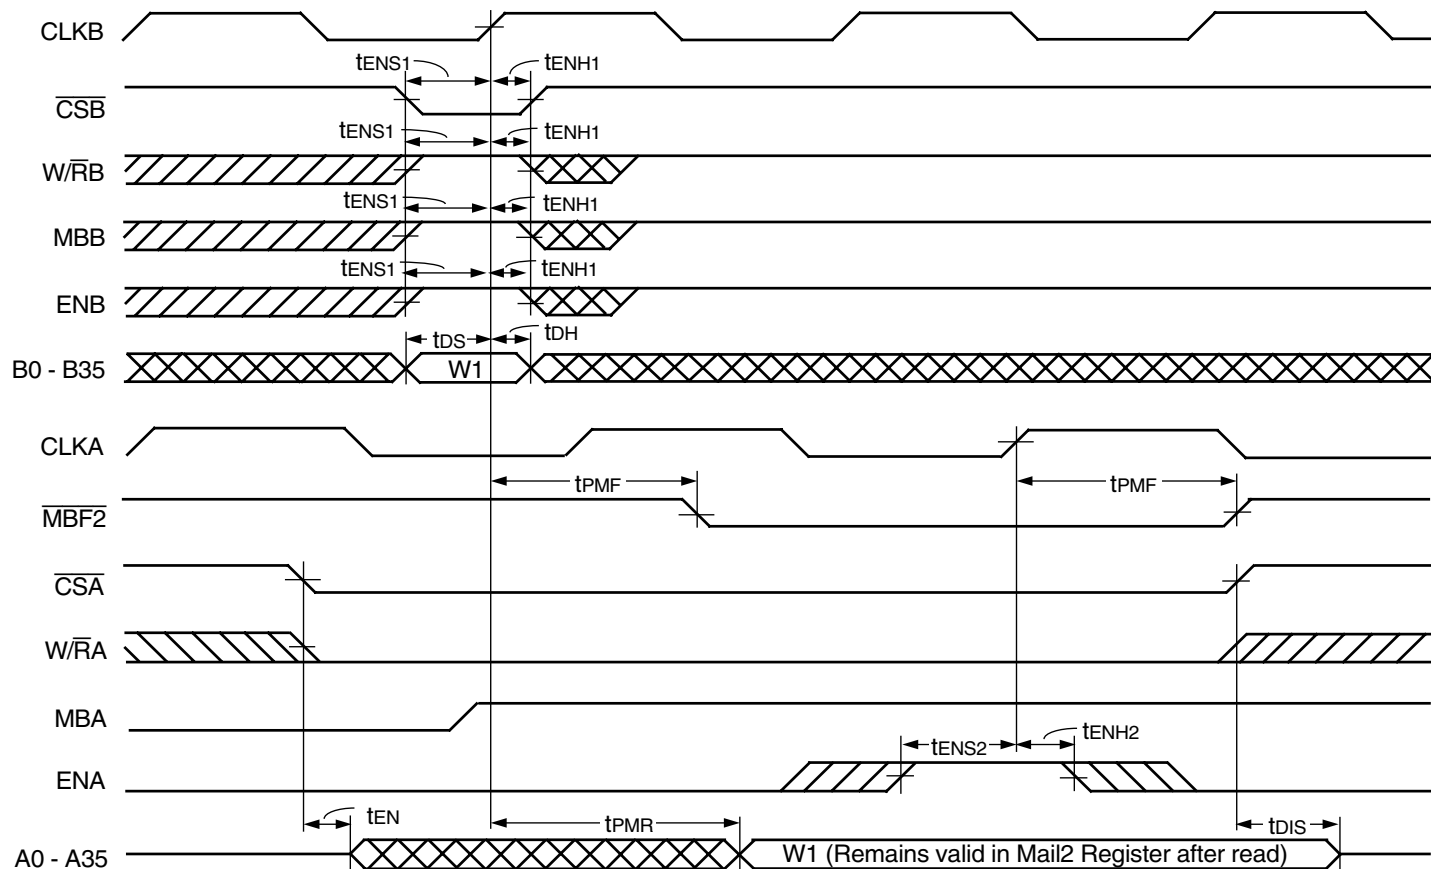 CLKB
tENS1 tENH1
CSB
tENS1 tENH1
W/RB
tENS1 tENH1
MBB
tENS1 tENH1
ENB
tDS tDH
B0 - B35 W1
CLKA
tPMF tPMF
MBF2
CSA
W/RA
MBA
tENS2 tENH2
ENA
tEN tPMR tDIS
A0 - A35 W1 (Remains valid in Mail2 Register after read)